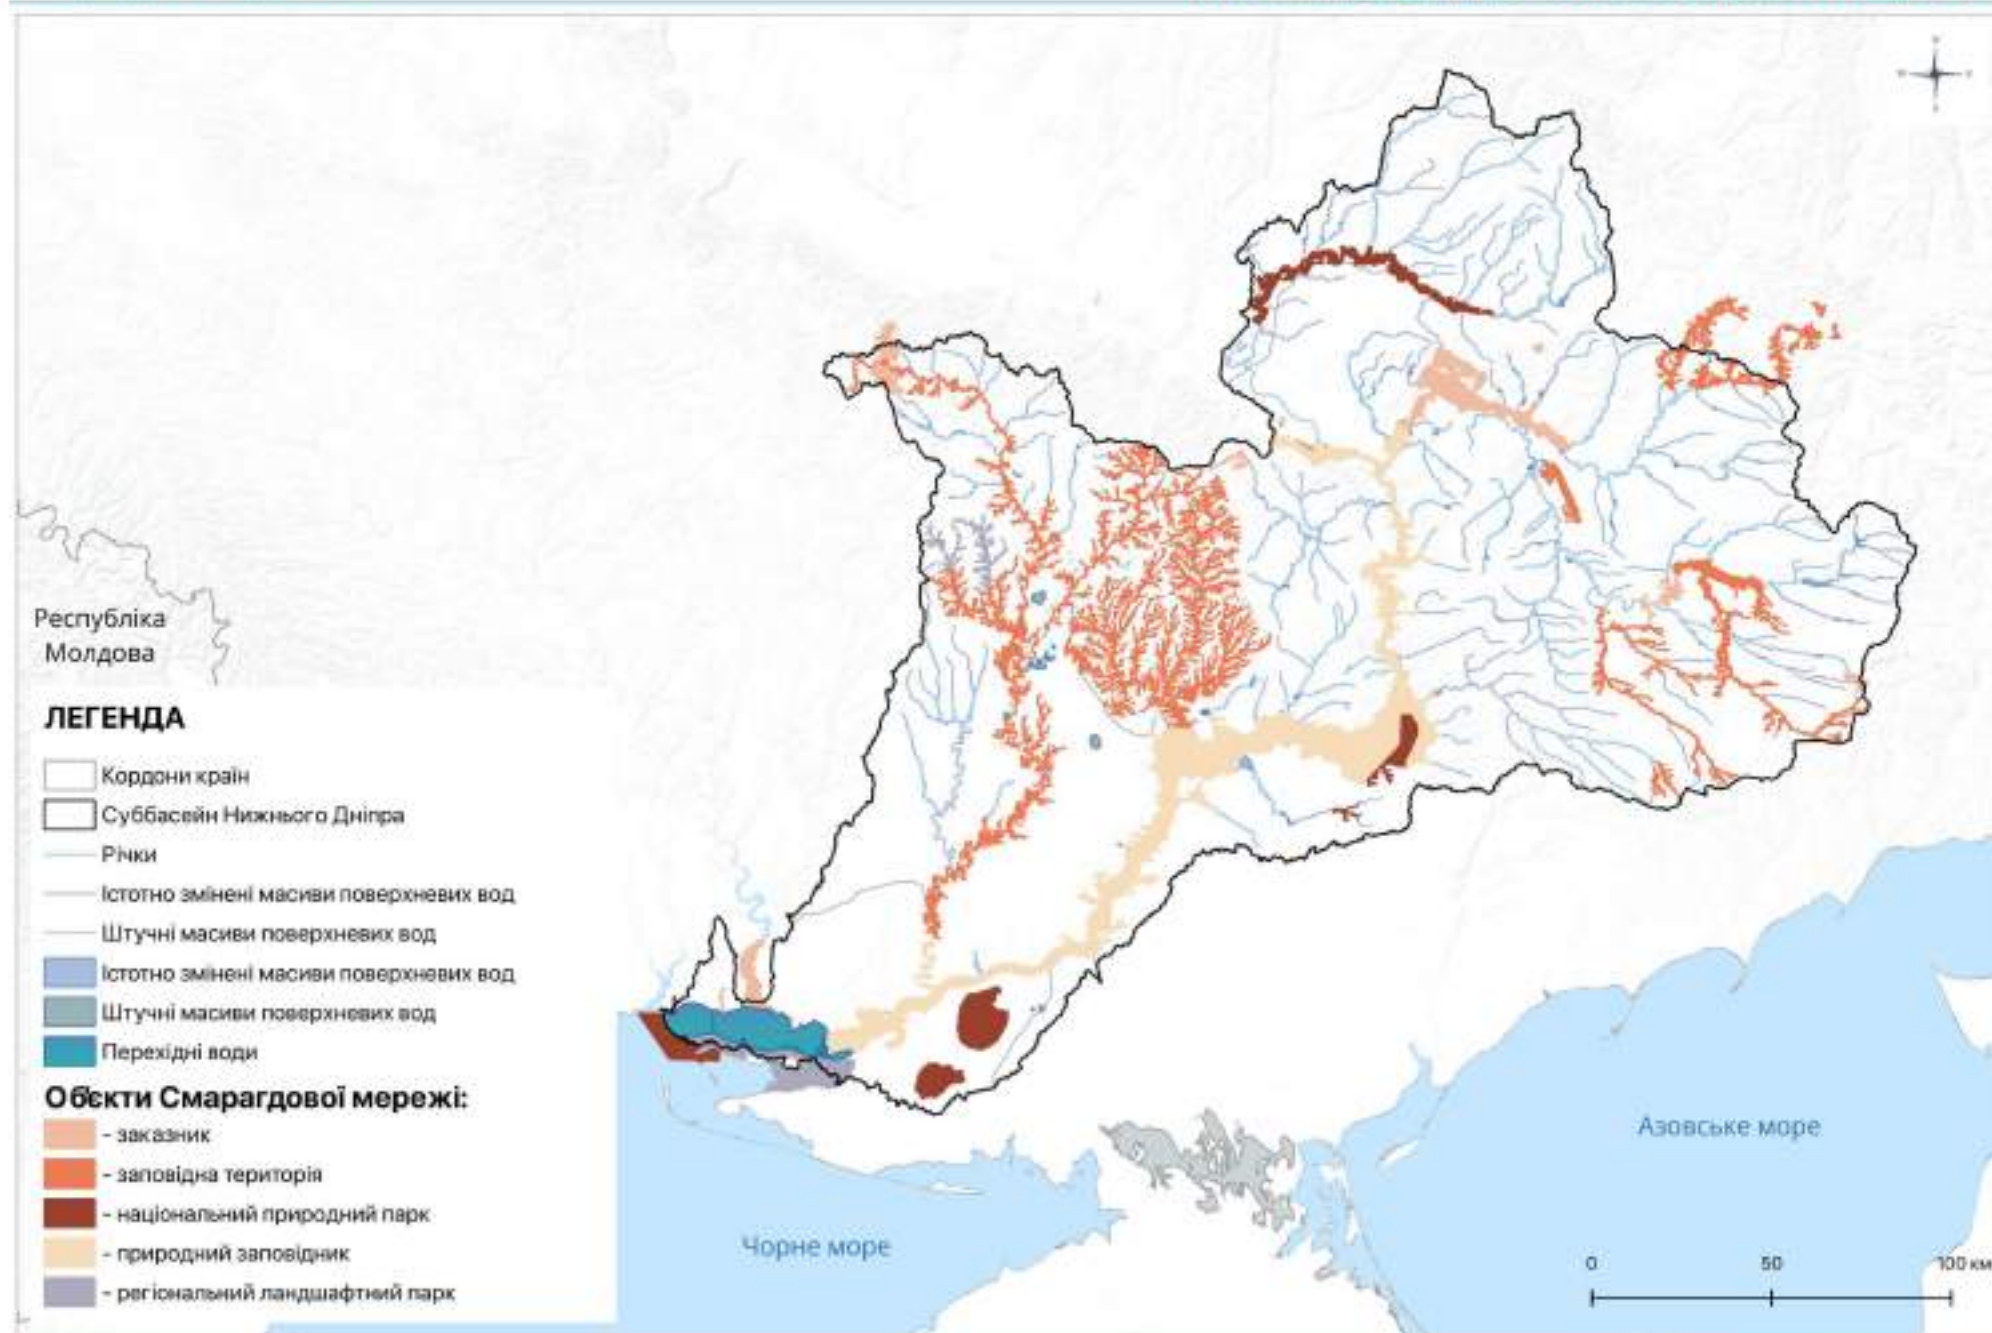 Республіка
Молдова
ЛЕГЕНДА
Кордони країн
Суббасейн Нижнього Дніпра
Річки
Істотно змінені масиви поверхневих вод
Штучні масиви поверхневих вод
Істотно змінені масиви поверхневих вод
Штучні масиви поверхневих вод
Перехідні води
Об'єкти Смарагдової мережі:
- заказник
- заповідна територія
- національний природний парк
- природний заповідник
- регіональний ландшафтний парк
Азовське море
Чорне море
0 50 100 км